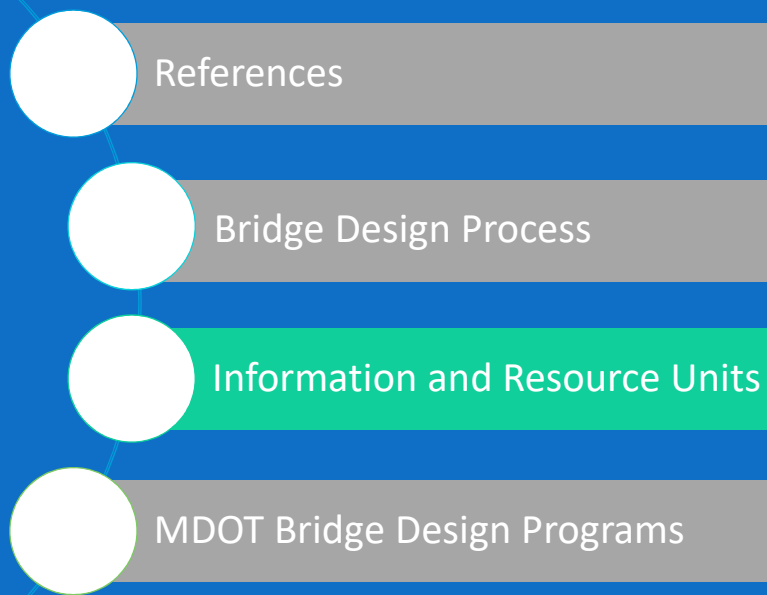 References
Bridge Design Process
Information and Resource Units
MDOT Bridge Design Programs